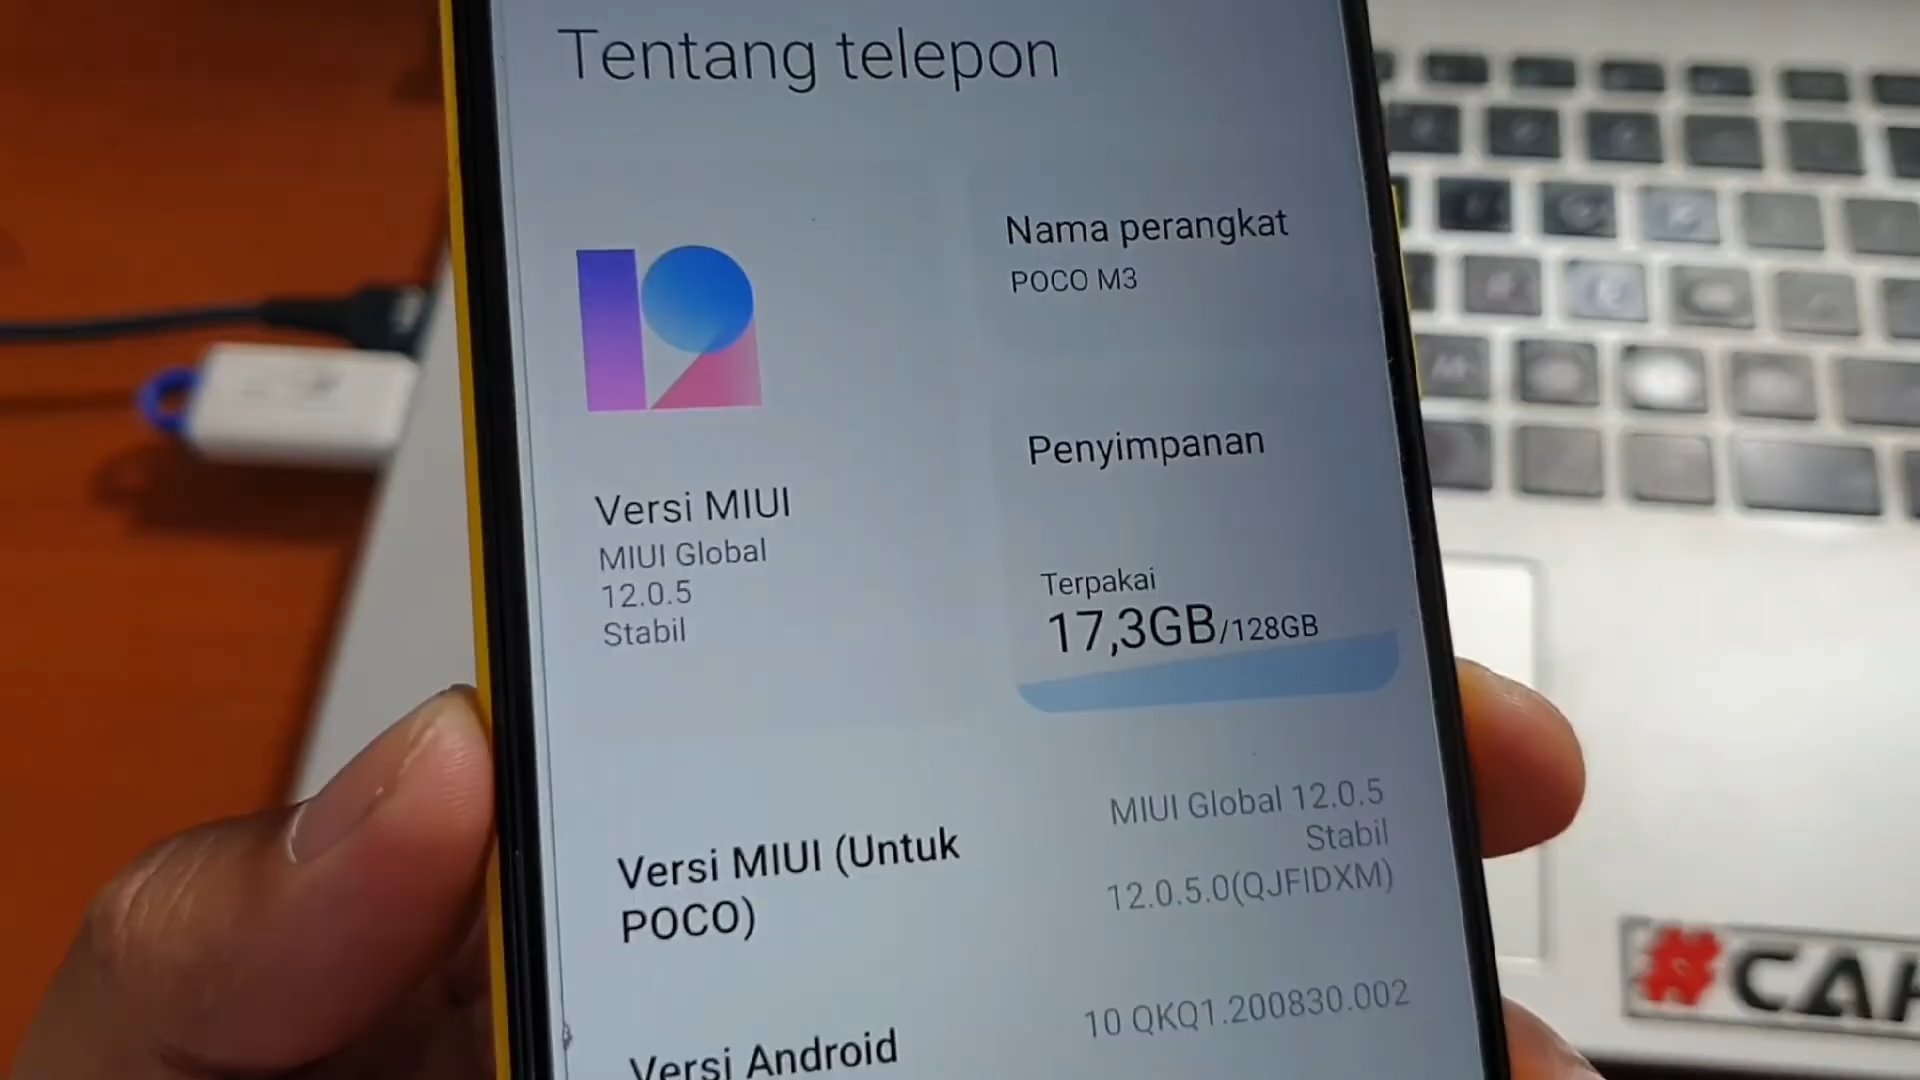 Tentang telepon
Nama perangkat
POCO M3
Versi MIUI
MIUI Global
12.0.5
Stabil
Penyimpanan
Terpakai
17,3GB/128GB
Versi MIUI (Untuk
POCO)
MIUI Global 12.0.5
Stabil
12.0.5.0(QJFIDXM)
Versi Android
10 QKQ1.200830.002
#CAH